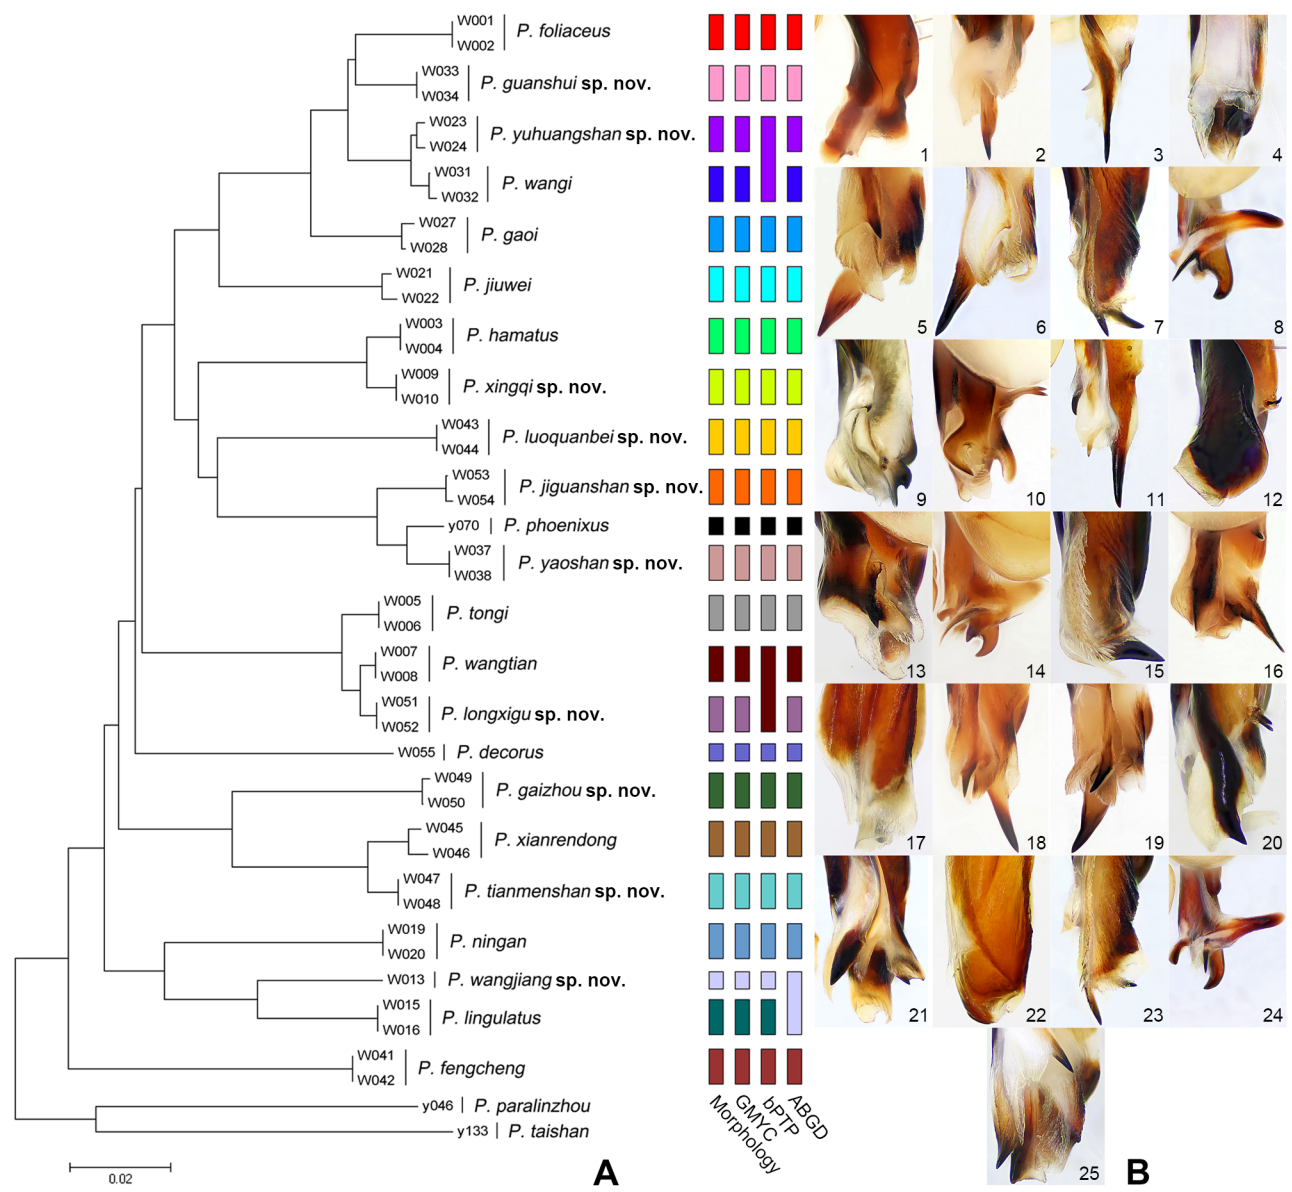 W001
W002
P. foliaceus
W033
W034
P. guanshui sp. nov.
W023
W024
P. yuhuangshan sp. nov.
W031
W032
P. wangi
W027
W028
P. gaoi
W021
W022
P. jiuwei
W003
W004
P. hamatus
W009
W010
P. xingqi sp. nov.
W043
W044
P. luoquanbei sp. nov.
W053
W054
P. jiguanshan sp. nov.
y070
P. phoenixus
W037
W038
P. yaoshan sp. nov.
W005
W006
P. tongi
W007
W008
P. wangtian
W051
W052
P. longxigu sp. nov.
W055
P. decorus
W049
W050
P. gaizhou sp. nov.
W045
W046
P. xianrendong
W047
W048
P. tianmenshan sp. nov.
W019
W020
P. ningan
W013
P. wangjiang sp. nov.
W015
W016
P. lingulatus
W041
W042
P. fengcheng
y046
P. paralinzhou
y133
P. taishan
0.02
A
Morphology
GMYC
bPTP
ABGD
1
2
3
4
5
6
7
8
9
10
11
12
13
14
15
16
17
18
19
20
21
22
23
24
25
B